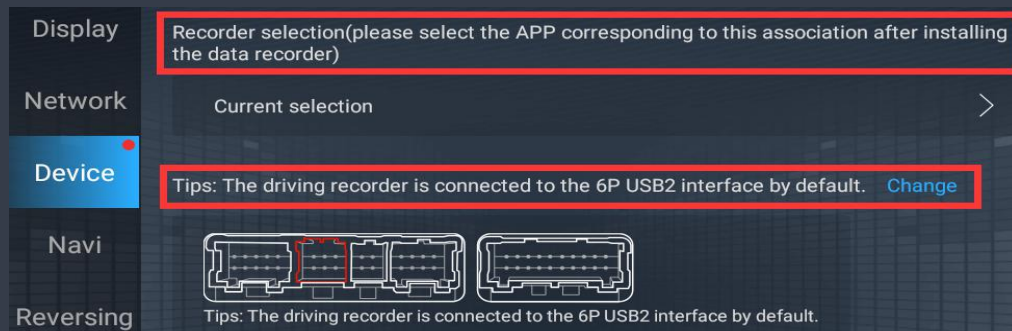 Display
Network
Device
Navi
Reversing
Recorder selection(please select the APP corresponding to this association after installing
the data recorder)
Current selection
Tips: The driving recorder is connected to the 6P USB2 interface by default. Change
Tips: The driving recorder is connected to the 6P USB2 interface by default.